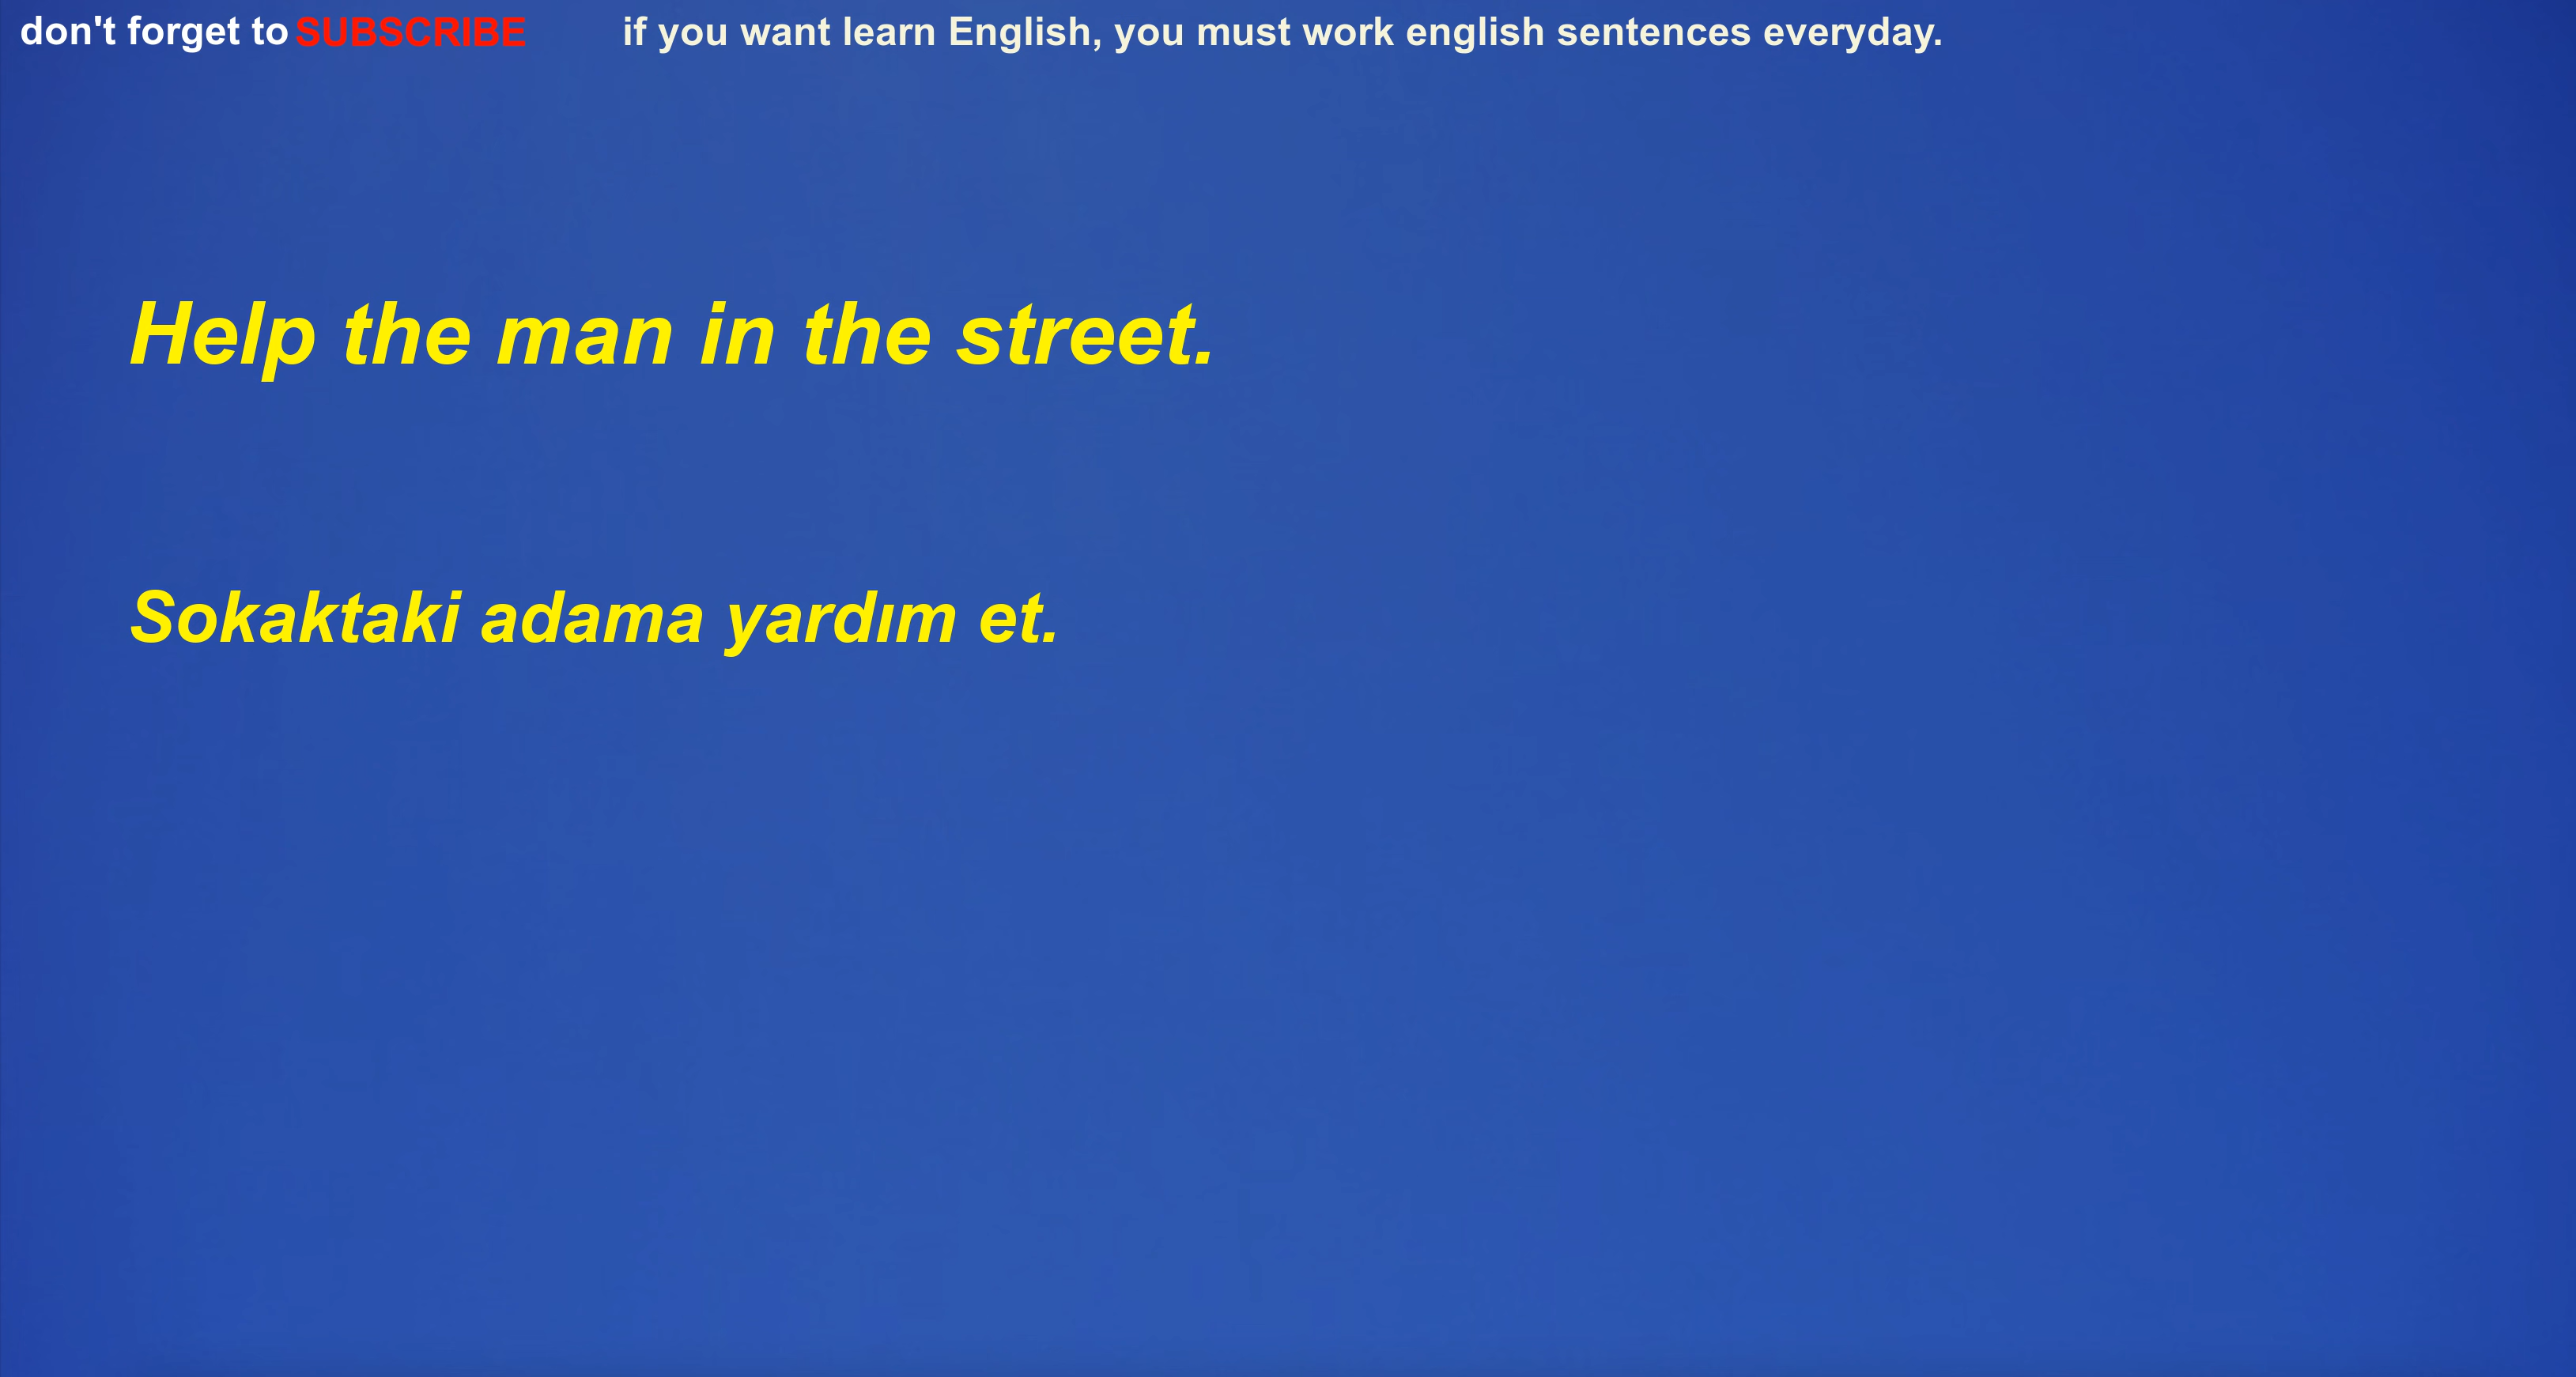 don't forget to SUBSCRIBE if you want learn English, you must work english sentences everyday.
Help the man in the street.
Sokaktaki adama yardım et.